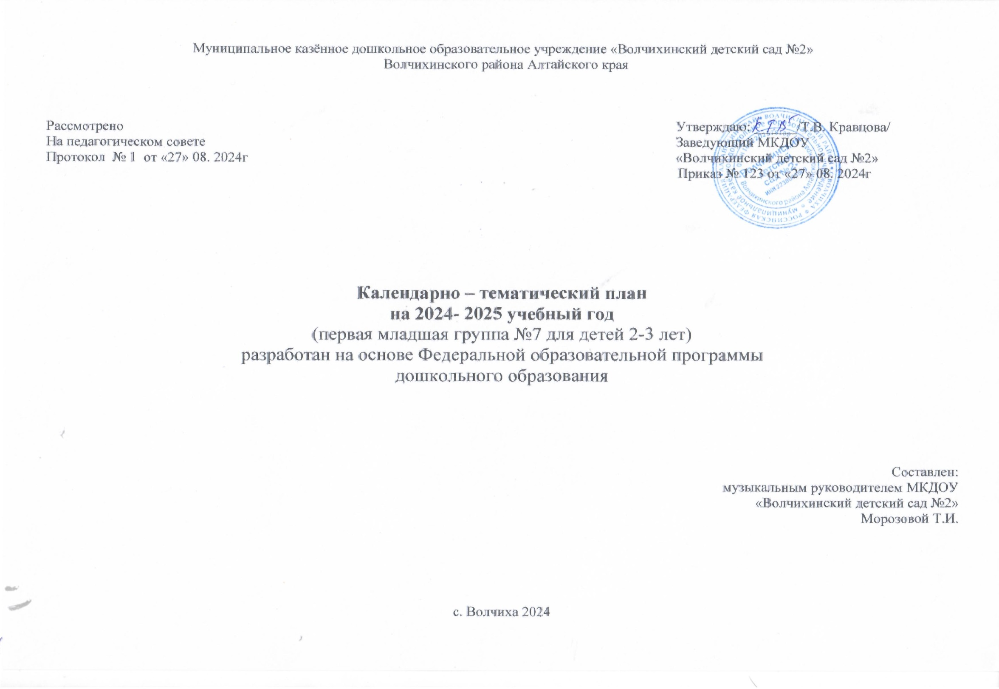 Муниципальное казённое дошкольное образовательное учреждение «Волчихинский детский сад №2»
Волчихинского района Алтайского края
Рассмотрено
На педагогическом совете
Протокол № 1 от «27» 08. 2024г
Утверждаю: К.Т.В /Т.В. Кравцова/
Заведующий МКДОУ
«Волчихинский детский сад №2»
Приказ № 123 от «27» 08. 2024г
Календарно – тематический план
на 2024- 2025 учебный год
(первая младшая группа №7 для детей 2-3 лет)
разработан на основе Федеральной образовательной программы
дошкольного образования
Составлен:
музыкальным руководителем МКДОУ
«Волчихинский детский сад №2»
Морозовой Т.И.
с. Волчиха 2024